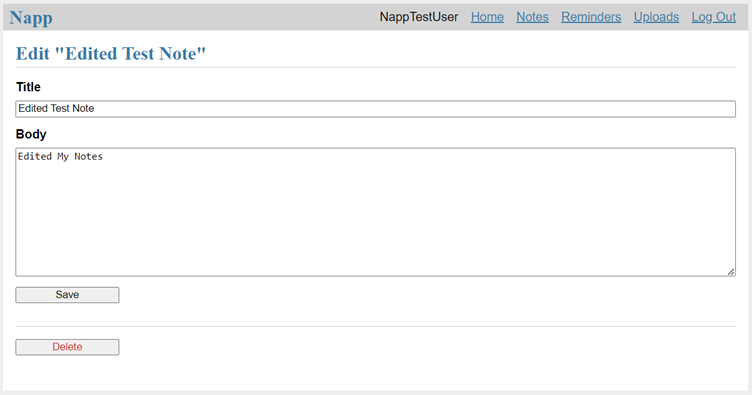 Napp NappTestUser Home Notes Reminders Uploads Log Out
Edit "Edited Test Note"
Title
Edited Test Note
Body
Edited My Notes
Save
Delete